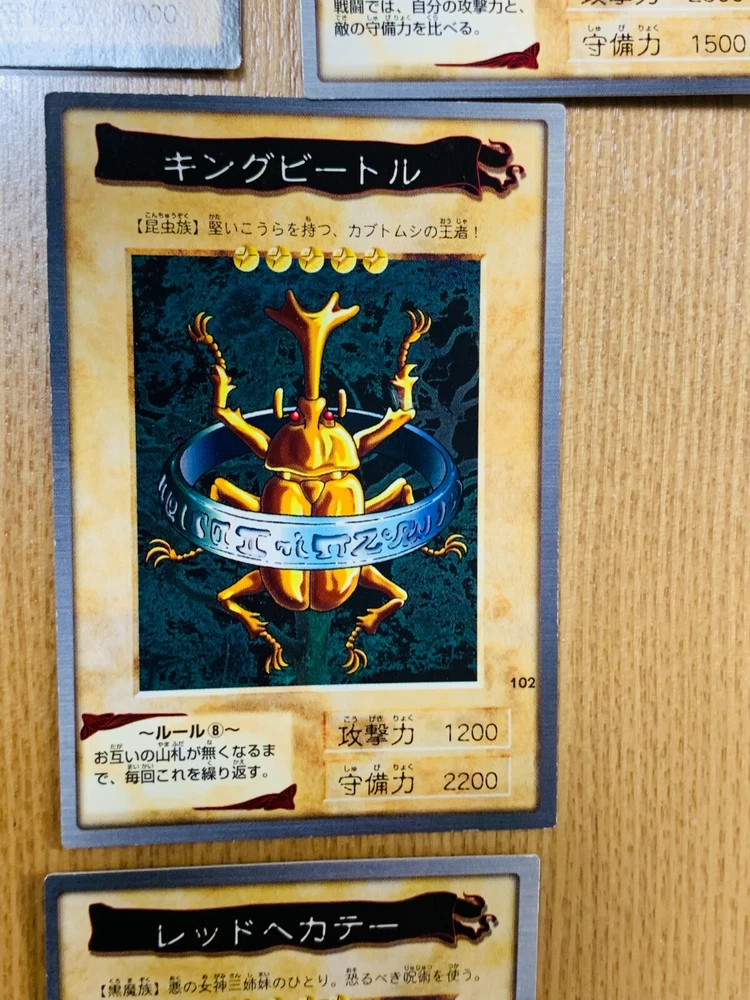 戦闘では、自分の攻撃力と、
敵の守備力を比べる。
守備力 1500
キングビートル
【昆虫族】堅いこうらを持つ、カブトムシの王者！
102
～ルール⑧～
お互いの山札が無くなるま
で、毎回これを繰り返す。
攻撃力 1200
守備力 2200
レッドヘカテー
【黒魔族】悪の女神三姉妹のひとり。恐るべき呪術を使う。